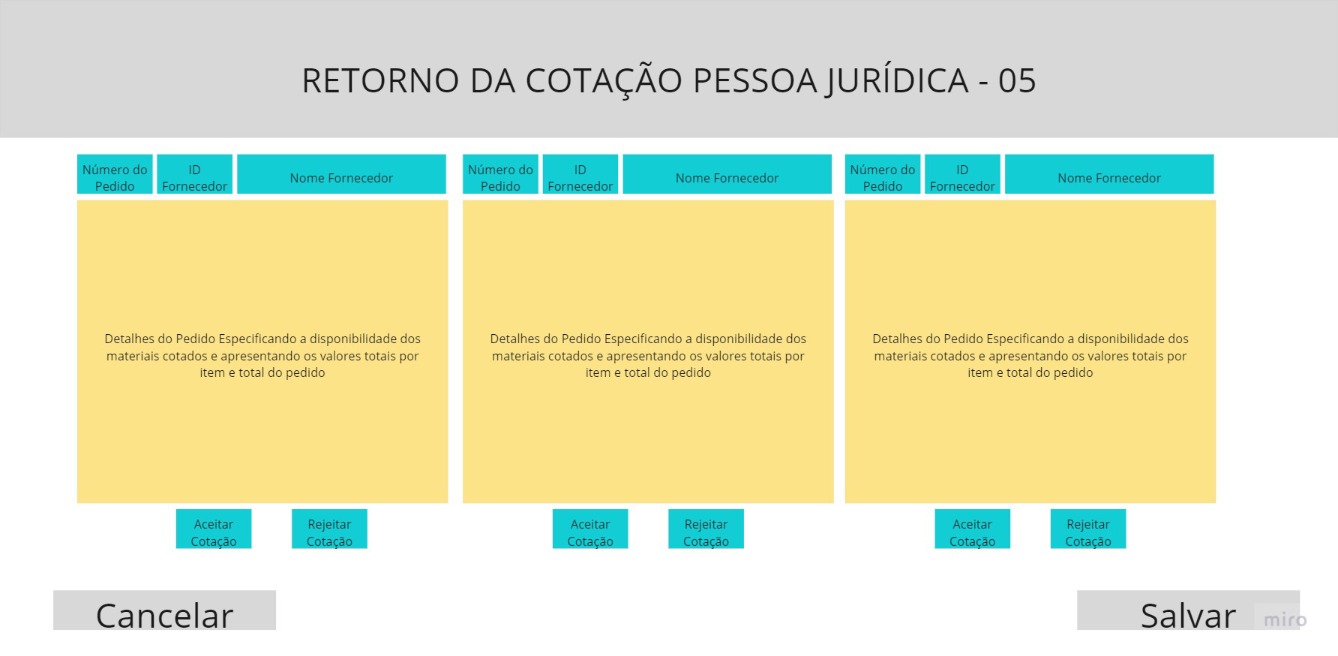 RETORNO DA COTAÇÃO PESSOA JURÍDICA - 05
Número do
Pedido
ID
Fornecedor
Nome Fornecedor
Número do
Pedido
ID
Fornecedor
Nome Fornecedor
Número do
Pedido
ID
Fornecedor
Nome Fornecedor
Detalhes do Pedido Especificando a disponibilidade dos
materiais cotados e apresentando os valores totais por
item e total do pedido
Detalhes do Pedido Especificando a disponibilidade dos
materiais cotados e apresentando os valores totais por
item e total do pedido
Detalhes do Pedido Especificando a disponibilidade dos
materiais cotados e apresentando os valores totais por
item e total do pedido
Aceitar
Cotação
Rejeitar
Cotação
Aceitar
Cotação
Rejeitar
Cotação
Aceitar
Cotação
Rejeitar
Cotação
Cancelar
Salvar
miro